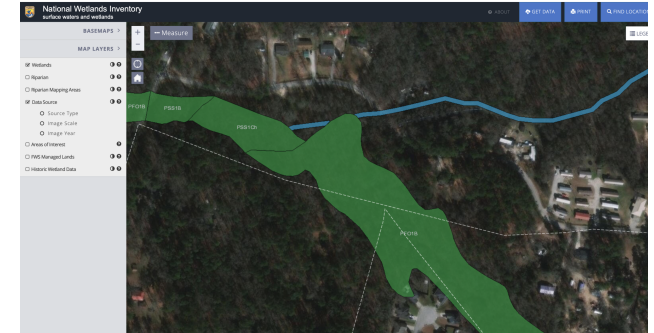 National Wetlands Inventory
surface waters and wetlands
ABOUT
GET DATA
PRINT
FIND LOCATION
BASEMAPS >
MAP LAYERS >
Wetlands
Riparian
Riparian Mapping Areas
Data Source
Source Type
Image Scale
Image Year
Areas of Interest
FWS Managed Lands
Historic Wetland Data
+
−
Measure
LEGE
PFO1B
PSS1B
PSS1Ch
PFO1B